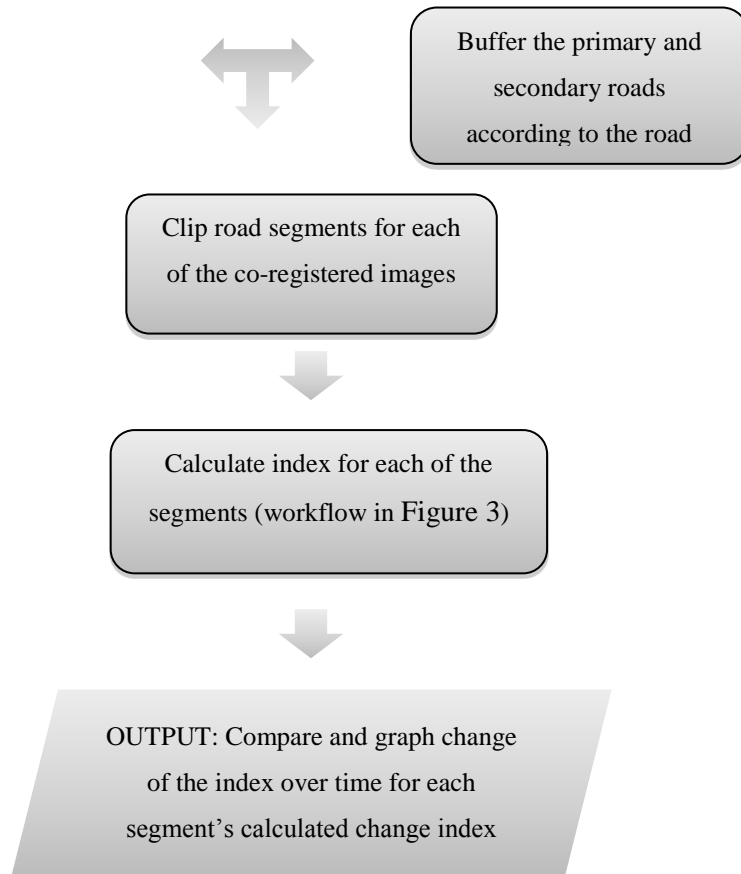 Buffer the primary and
secondary roads
according to the road
Clip road segments for each
of the co-registered images
Calculate index for each of the
segments (workflow in Figure 3)
OUTPUT: Compare and graph change
of the index over time for each
segment’s calculated change index